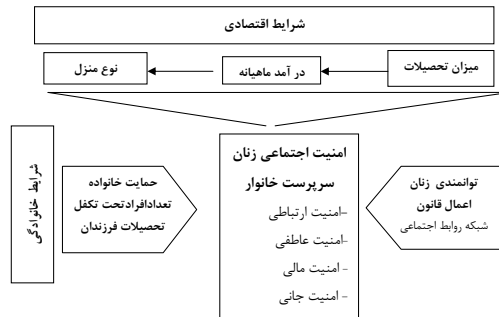 شرایط اقتصادی
میزان تحصیلات
در آمد ماهیانه
نوع منزل
توانمندی زنان
اعمال قانون
شبکه روابط اجتماعی
امنیت اجتماعی زنان
سرپرست خانوار
-امنیت ارتباطی
-امنیت عاطفی
- امنیت مالی
- امنیت جانی
حمایت خانواده
تعدادافرادتحت تکفل
تحصیلات فرزندان
شرایط خانوادگی